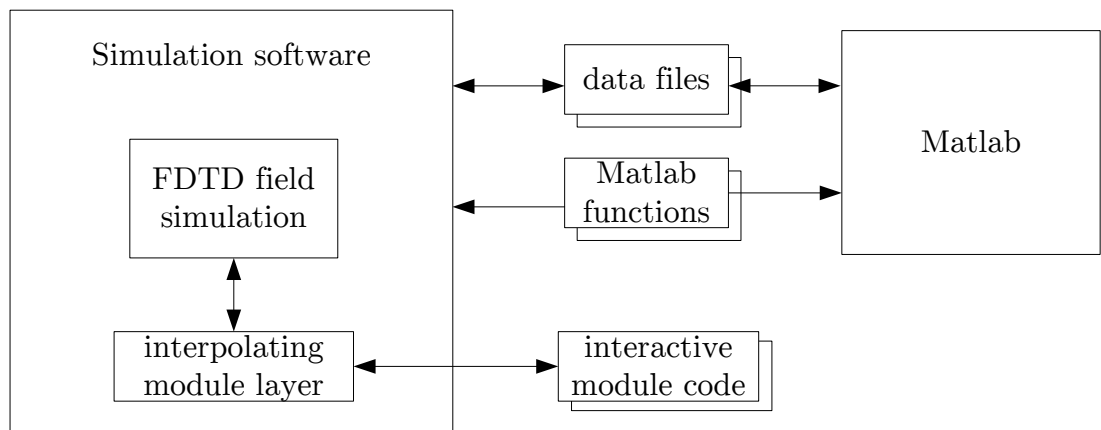 Simulation software
data files
Matlab
FDTD field
simulation
Matlab
functions
interpolating
module layer
interactive
module code